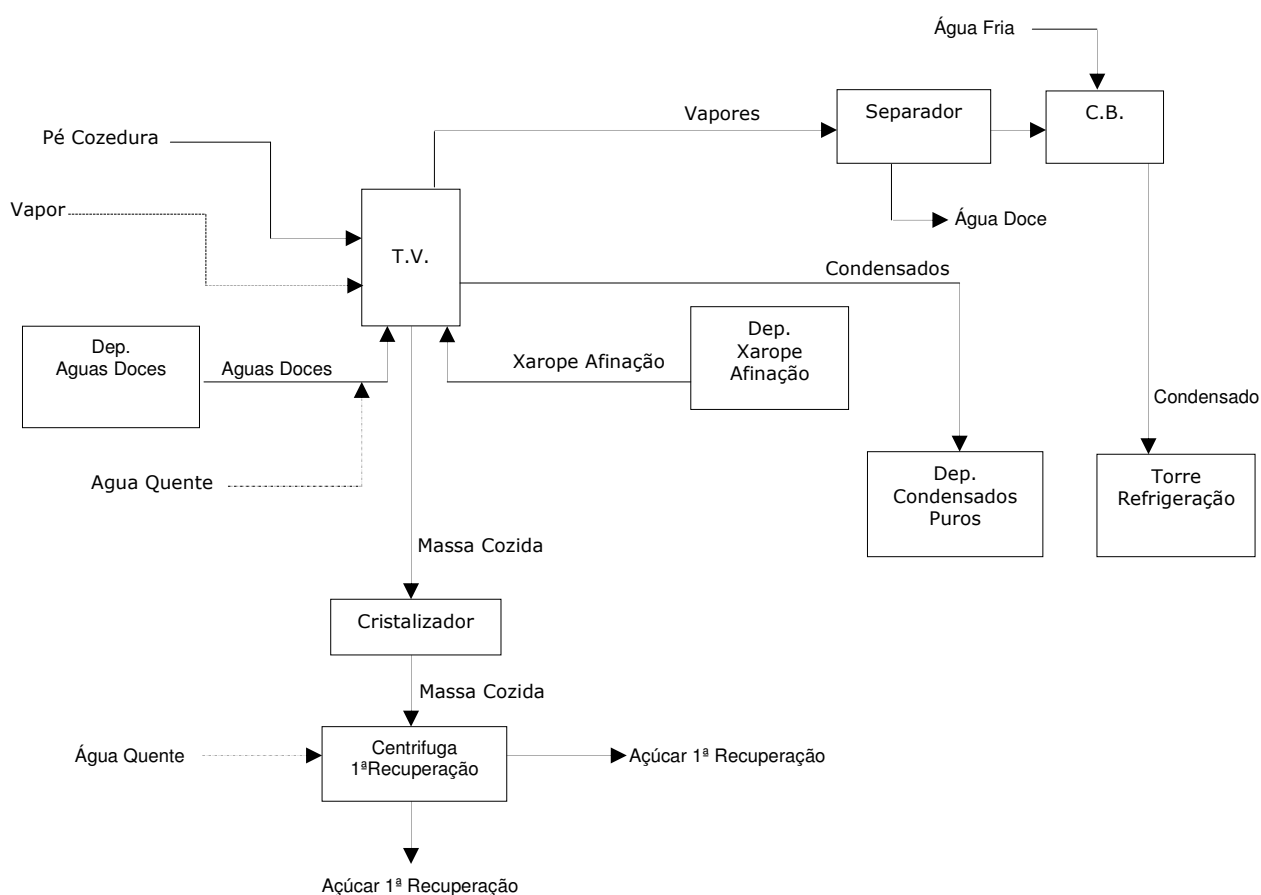 Água Fria
Vapores
Separador
C.B.
Pé Cozedura
Vapor
Água Doce
T.V.
Condensados
Dep.
Aguas Doces
Aguas Doces
Xarope Afinação
Dep.
Xarope
Afinação
Condensado
Agua Quente
Dep.
Condensados
Puros
Torre
Refrigeração
Massa Cozida
Cristalizador
Massa Cozida
Água Quente
Centrifuga
1ªRecuperação
Açúcar 1ª Recuperação
Açúcar 1ª Recuperação